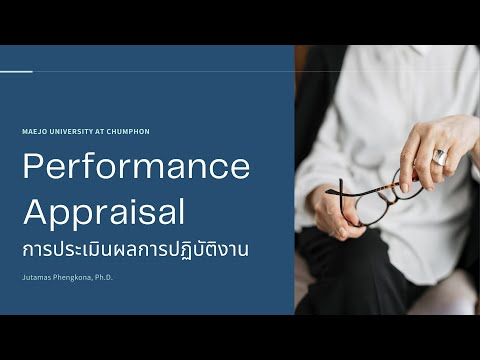 MAEJO UNIVERSITY AT CHUMPHON
Performance
Appraisal
การประเมินผลการปฏิบัติงาน
Jutamas Phengkona, Ph.D.